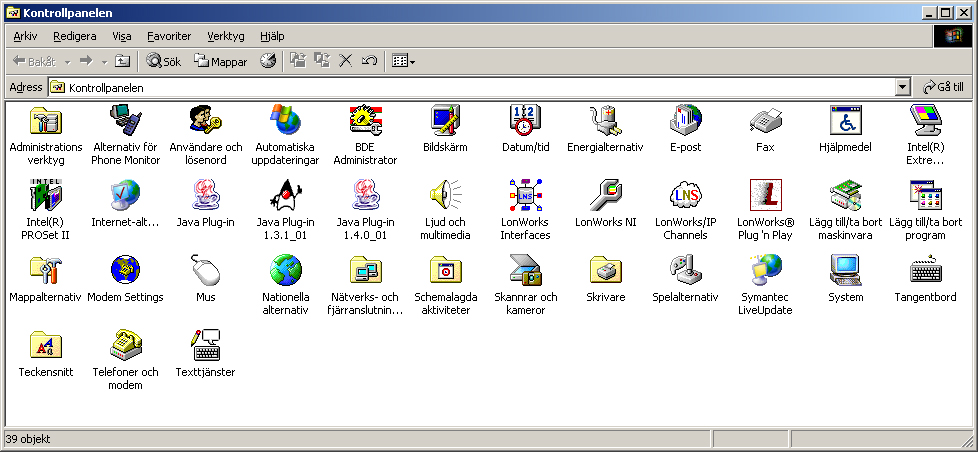 Kontrollpanelen
Arkiv Redigera Visa Favoriter Verktyg Hjälp
Bakåt Sök Mappar
Adress Kontrollpanelen Gå till
Administrations Alternativ för Användare och Automatiska BDE Bildskärm Datum/tid Energialternativ E-post Fax Hjälpmedel Intel(R)
verktyg Phone Monitor lösenord uppdateringar Administrator Extre...
Intel(R) Internet-alt... Java Plug-in Java Plug-in Java Plug-in Ljud och LonWorks LonWorks NI LonWorks/IP LonWorks® Lägg till/ta bort Lägg till/ta bort
PROSet II 1.3.1_01 1.4.0_01 multimedia Interfaces Channels Plug 'n Play maskinvara program
Mappalternativ Modem Settings Mus Nationella Nätverks- och Schemalagda Skannrar och Skrivare Spelalternativ Symantec System Tangentbord
alternativ fjärranslutnin... aktiviteter kameror LiveUpdate
Teckensnitt Telefoner och Texttjänster
modem
39 objekt